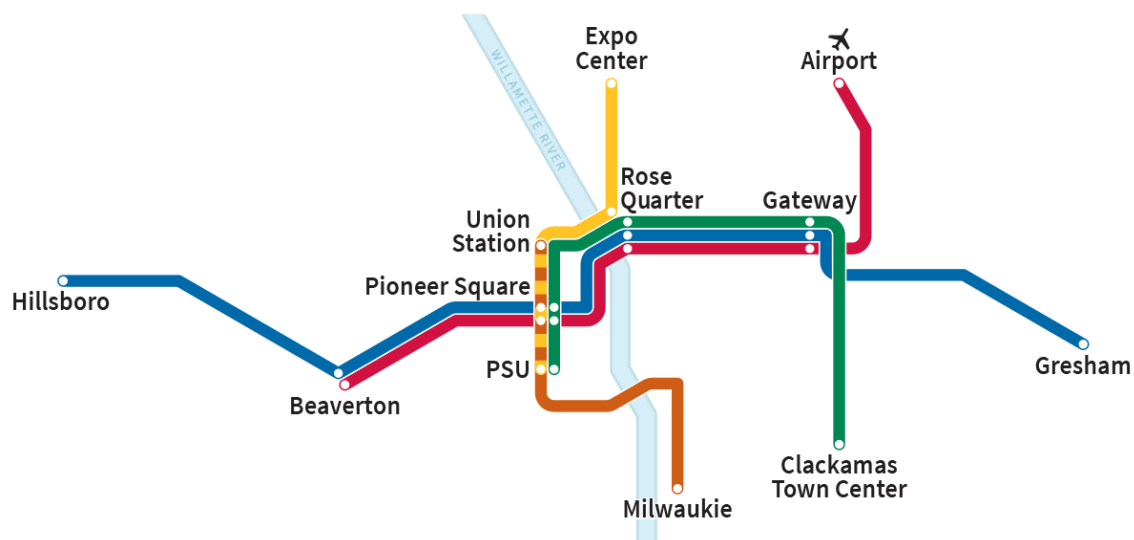 Expo
Center
Airport
WILLAMETTE RIVER
Rose
Quarter
Gateway
Union
Station
Pioneer Square
Hillsboro
PSU
Beaverton
Gresham
Clackamas
Town Center
Milwaukie